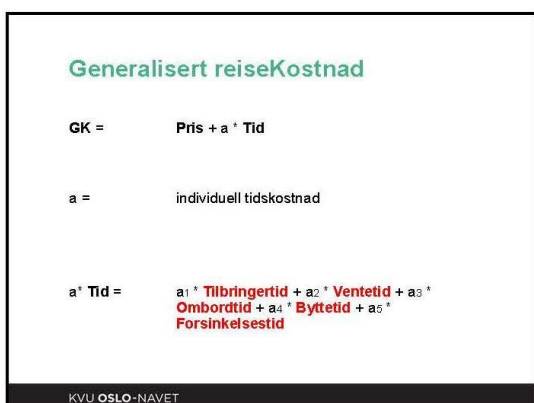 Generalisert reiseKostnad
GK = Pris + a * Tid
a = individuell tidskostnad
a* Tid = a1 * Tilbringertid + a2 * Ventetid + a3 *
Ombordtid + a4 * Byttetid + a5 *
Forsinkelsestid
KVU OSLO-NAVET